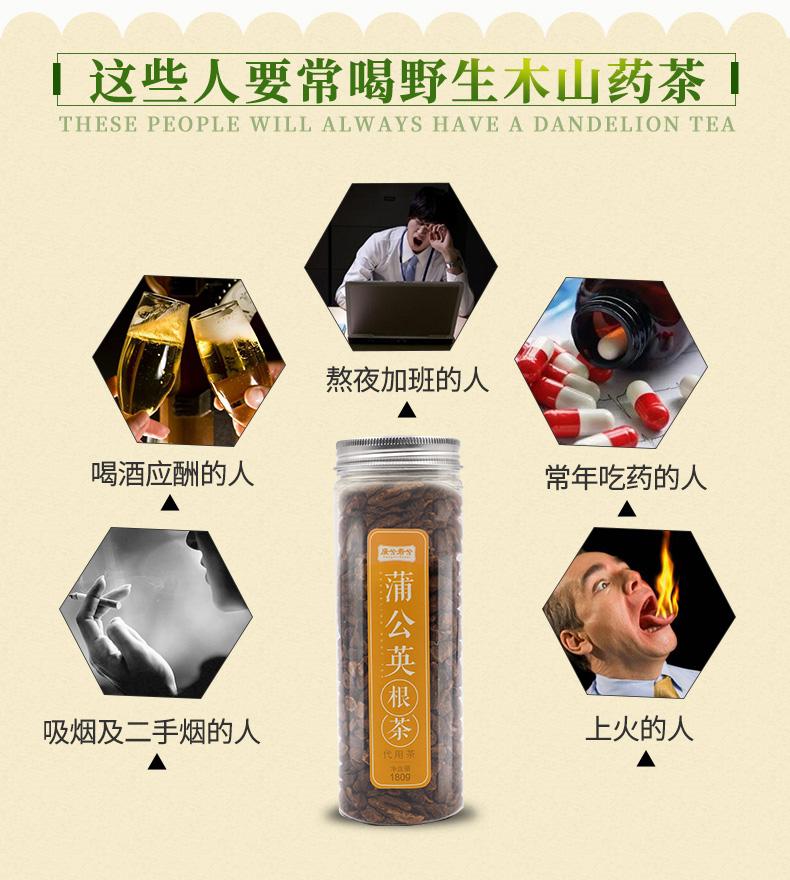 这些人要常喝野生木山药茶
THESE PEOPLE WILL ALWAYS HAVE A DANDELION TEA
熬夜加班的人
喝酒应酬的人
常年吃药的人
吸烟及二手烟的人
上火的人
蒲公英根茶
代用茶
净含量
180g